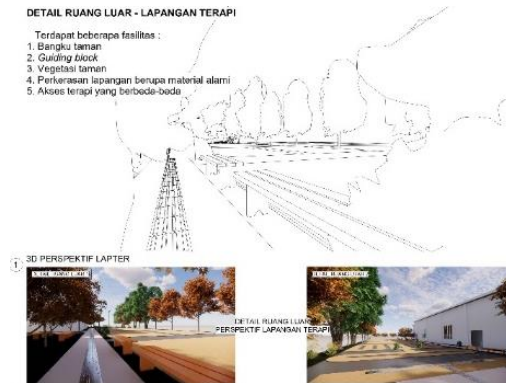 DETAIL RUANG LUAR - LAPANGAN TERAPI
Terdapat beberapa fasilitas :
1. Bangku taman
2. Guiding block
3. Vegetasi taman
4. Perkerasan lapangan berupa material alami
5. Akses terapi yang berbeda-beda
1
3D PERSPEKTIF LAPTER
DETAIL RUANG LUAR
PERSPEKTIF LAPANGAN TERAPI